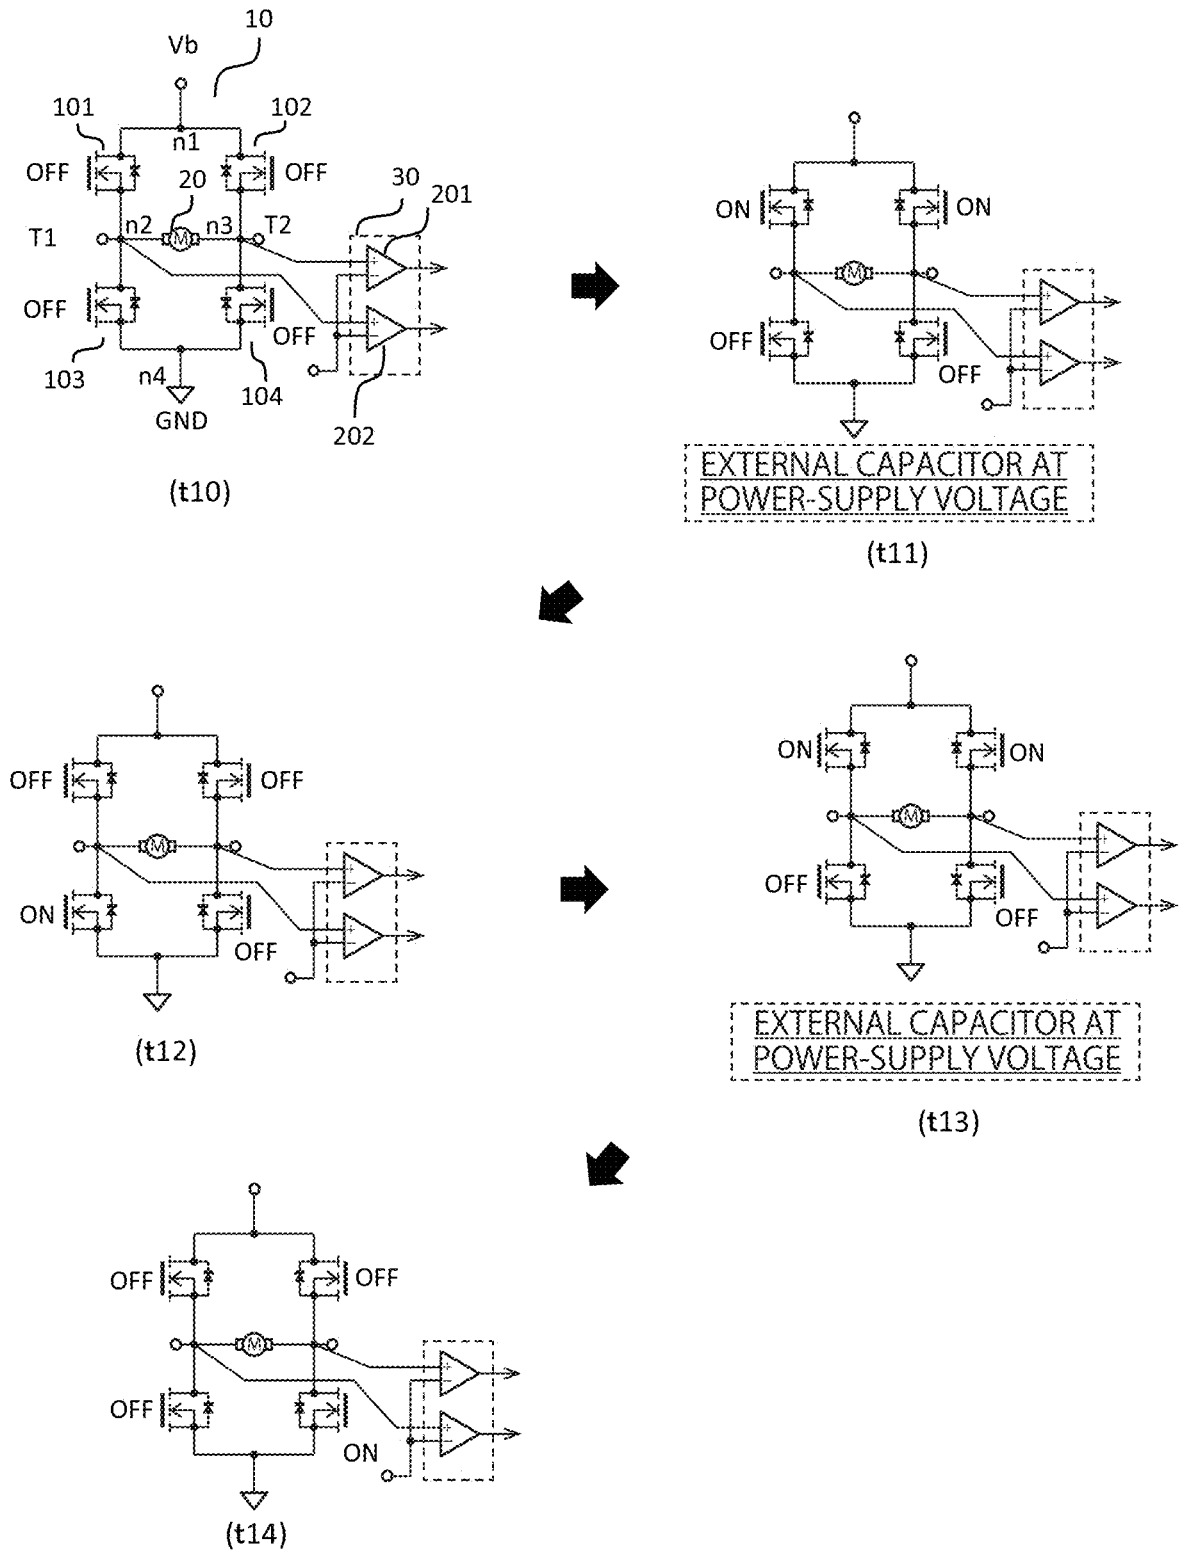 10
Vb
101
102
n1
OFF
OFF
20
30
201
n2
n3
T2
T1
M
+
−
OFF
+
−
OFF
103
n4
104
GND
202
(t10)
ON
ON
M
+
−
OFF
+
−
OFF
EXTERNAL CAPACITOR AT
POWER-SUPPLY VOLTAGE
(t11)
OFF
OFF
M
+
−
ON
+
−
OFF
(t12)
ON
ON
M
+
−
OFF
+
−
OFF
EXTERNAL CAPACITOR AT
POWER-SUPPLY VOLTAGE
(t13)
OFF
OFF
M
+
−
OFF
+
−
ON
(t14)